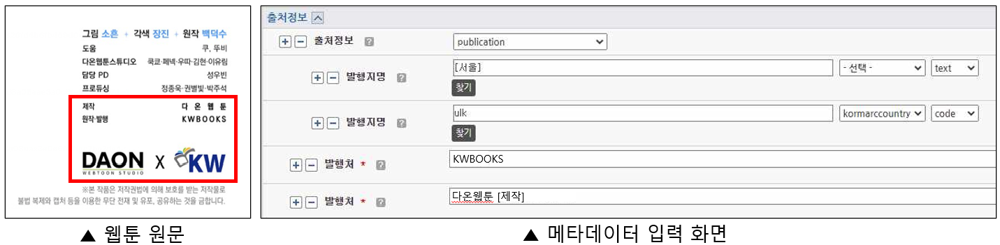 그림 소흔 + 각색 장진 + 원작 백덕수
도움 쿠, 뚜비
다온웹툰스튜디오 쿡쿄·페넥·우따·김현·이유림
담당 PD 성우빈
프로듀싱 정종욱·권별빛·박주석
제작 다 온 웹 툰
원작·발행 KWBOOKS
DAON X KW
WEBTOON STUDIO
※본 작품은 저작권법에 의해 보호를 받는 저작물로
불법 복제와 캡처 등을 이용한 무단 전재 및 유포, 공유하는 것을 금합니다.
▲ 웹툰 원문
출처정보
+ - 출처정보 ? publication
+ - 발행지명 ? [서울] - 선택 - text
찾기
+ - 발행지명 ? ulk kormarccountry code
찾기
+ - 발행처 * ? KWBOOKS
+ - 발행처 * ? 다온웹툰 [제작]
▲ 메타데이터 입력 화면